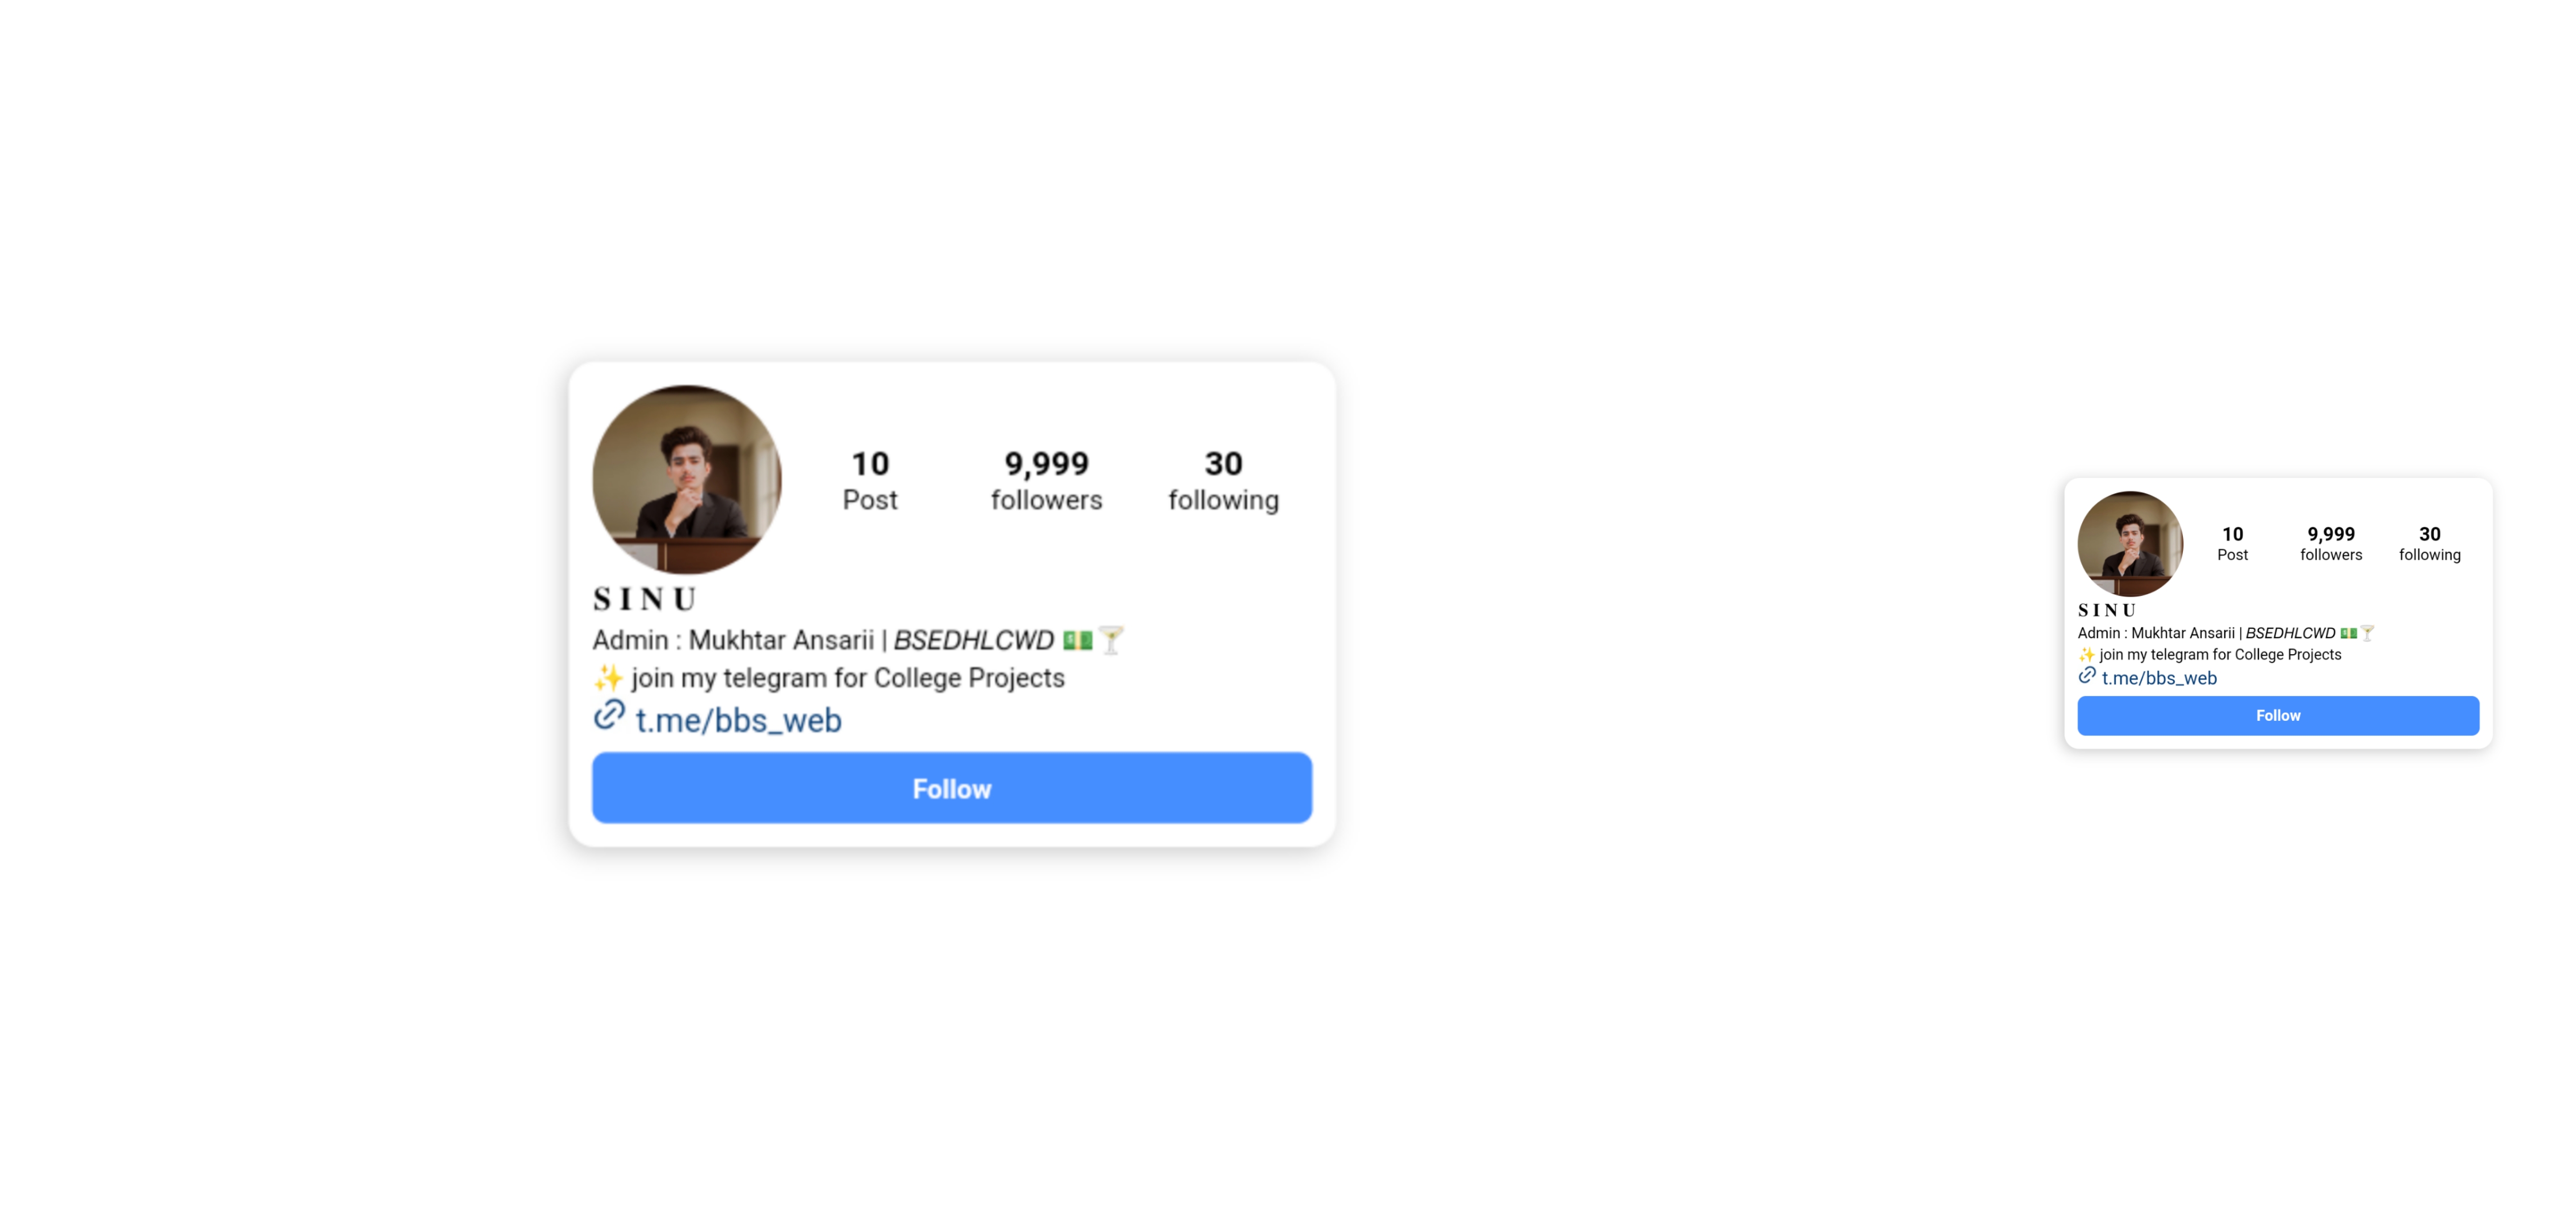 10 9,999 30
Post followers following
S I N U
Admin : Mukhtar Ansarii | BSEDHLCWD 💵🍸
✨ join my telegram for College Projects
t.me/bbs_web
Follow
10 9,999 30
Post followers following
S I N U
Admin : Mukhtar Ansarii | BSEDHLCWD 💵🍸
✨ join my telegram for College Projects
t.me/bbs_web
Follow